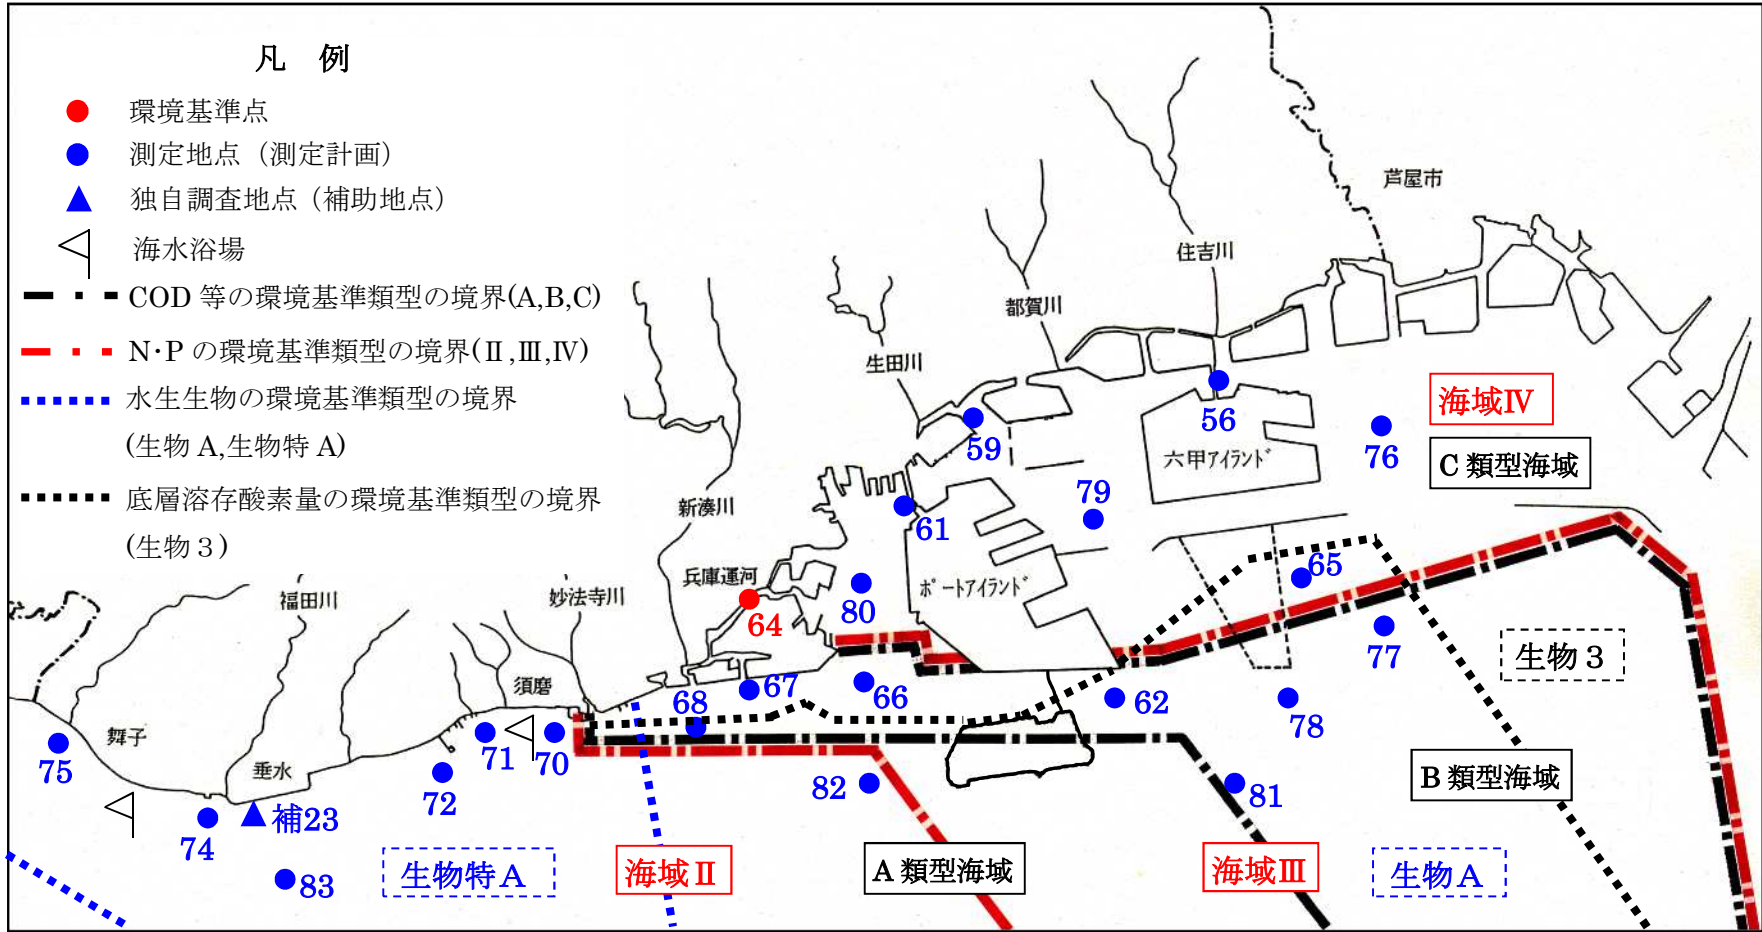 凡 例
環境基準点
測定地点（測定計画）
独自調査地点（補助地点）
海水浴場
COD 等の環境基準類型の境界(A,B,C)
N・P の環境基準類型の境界(Ⅱ,Ⅲ,Ⅳ)
水生生物の環境基準類型の境界
(生物 A,生物特 A)
底層溶存酸素量の環境基準類型の境界
(生物３)
芦屋市
住吉川
都賀川
生田川
新湊川
兵庫運河
妙法寺川
福田川
須磨
舞子
垂水
六甲アイランド
ポートアイランド
海域Ⅳ
C 類型海域
56
59
76
79
61
65
80
64
77
生物３
67
66
68
62
78
71
70
75
72
82
81
B 類型海域
74
補23
83
生物特A
海域Ⅱ
A 類型海域
海域Ⅲ
生物A